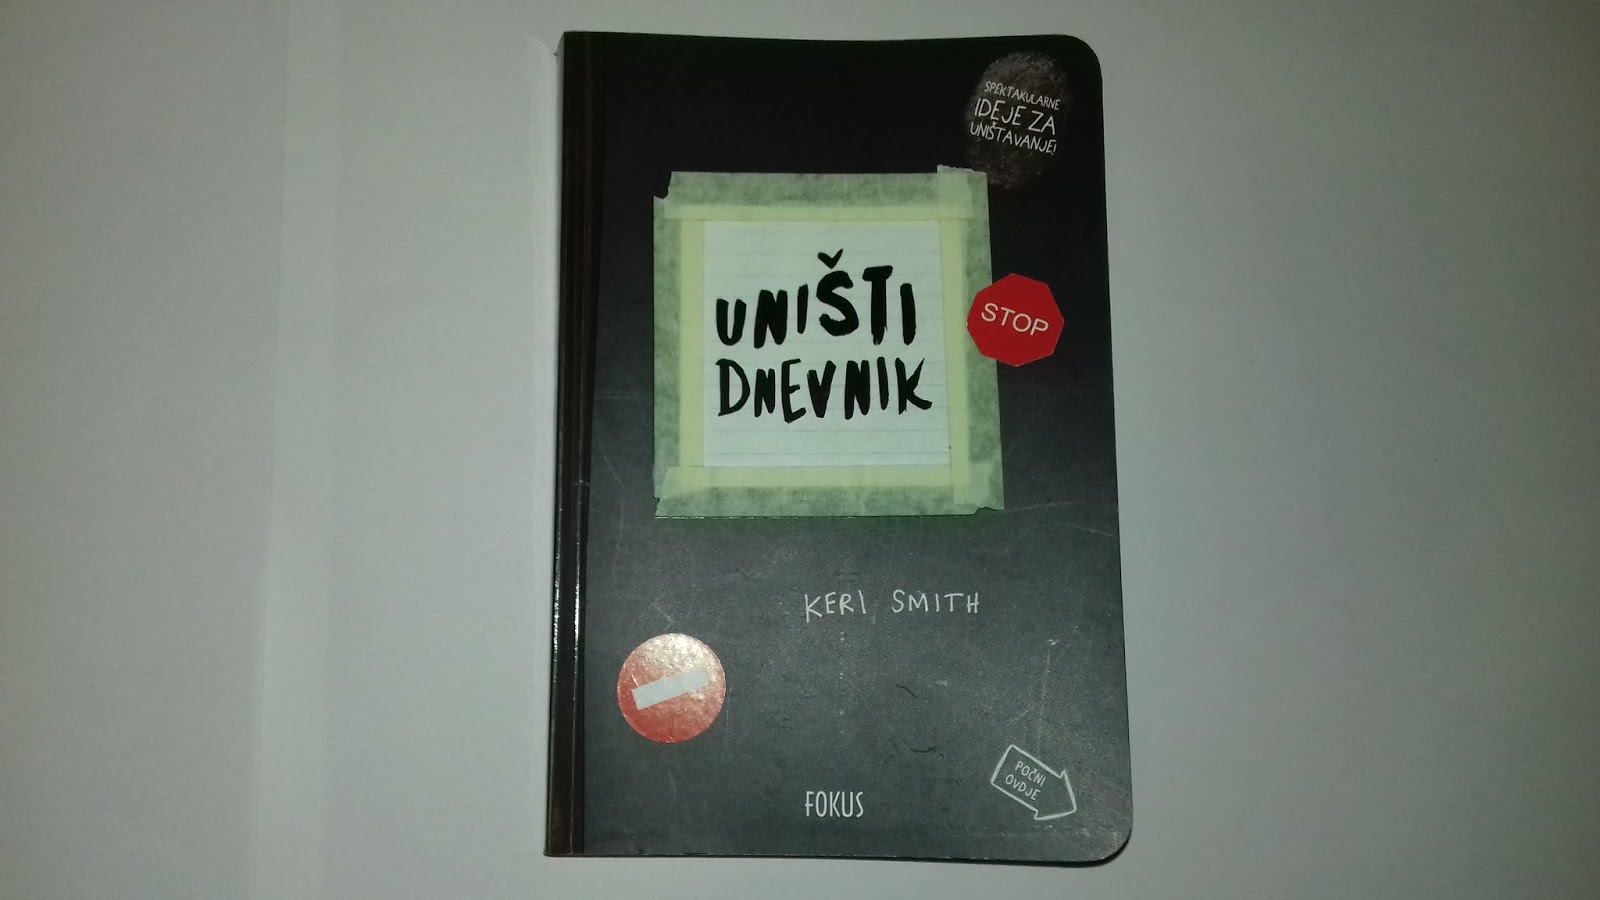 SPEKTAKULARNE
IDEJE ZA
UNIŠTAVANJE!
UNIŠTI
DNEVNIK
STOP
KERI SMITH
POČNI
OVDJE
FOKUS